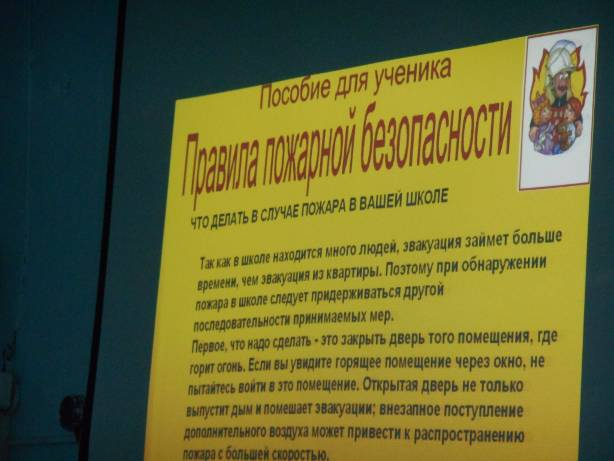 Пособие для ученика
Правила пожарной безопасности
ЧТО ДЕЛАТЬ В СЛУЧАЕ ПОЖАРА В ВАШЕЙ ШКОЛЕ
Так как в школе находится много людей, эвакуация займет больше
времени, чем эвакуация из квартиры. Поэтому при обнаружении
пожара в школе следует придерживаться другой
последовательности принимаемых мер.
Первое, что надо сделать - это закрыть дверь того помещения, где
горит огонь. Если вы увидите горящее помещение через окно, не
пытайтесь войти в это помещение. Открытая дверь не только
выпустит дым и помешает эвакуации; внезапное поступление
дополнительного воздуха может привести к распространению
пожара с большей скоростью.